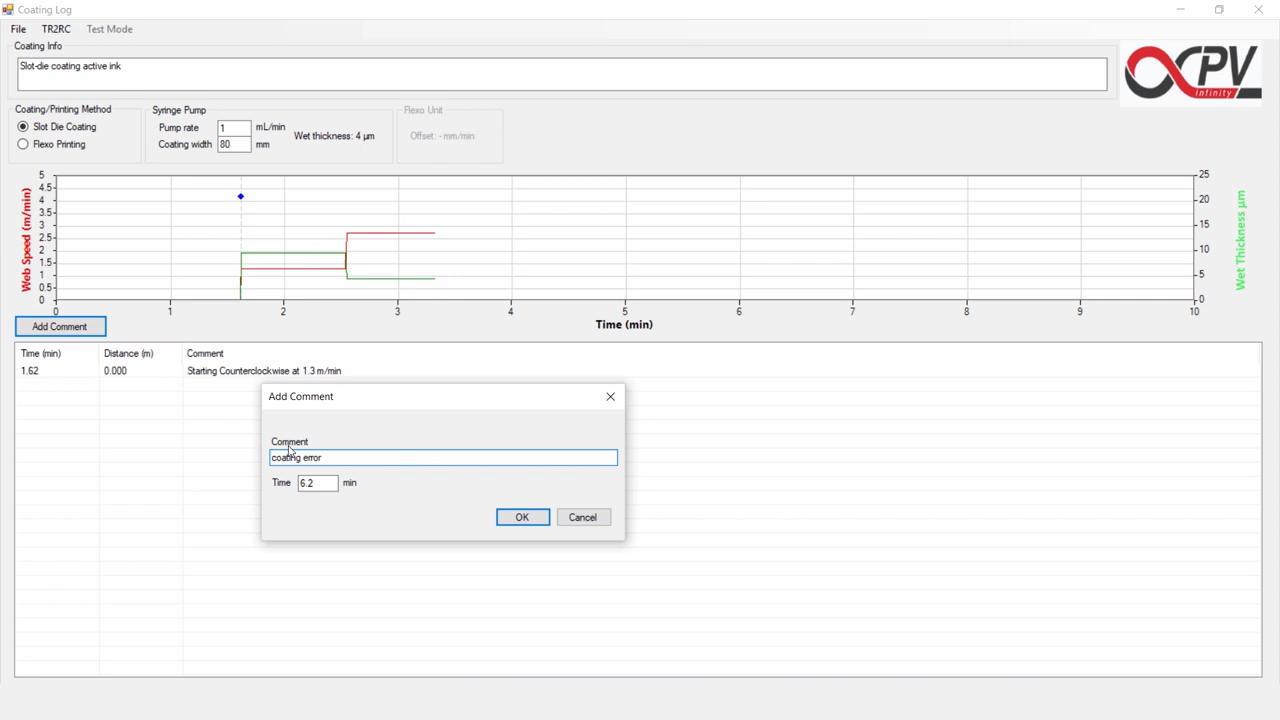 Coating Log
File TR2RC Test Mode
Coating Info
Slot-die coating active ink
∞PV
Infinity
Coating/Printing Method
Slot Die Coating
Flexo Printing
Syringe Pump
Pump rate 1 mL/min
Coating width 80 mm
Wet thickness: 4 µm
Flexo Unit
Offset: - mm/min
Web Speed (m/min)
5
4.5
4
3.5
3
2.5
2
1.5
1
0.5
0
25
20
15
10
5
0
Wet Thickness µm
0 1 2 3 4 5 6 7 8 9 10
Time (min)
Add Comment
Time (min) Distance (m) Comment
1.62 0.000 Starting Counterclockwise at 1.3 m/min
Add Comment
Comment
coating error
Time 6.2 min
OK Cancel